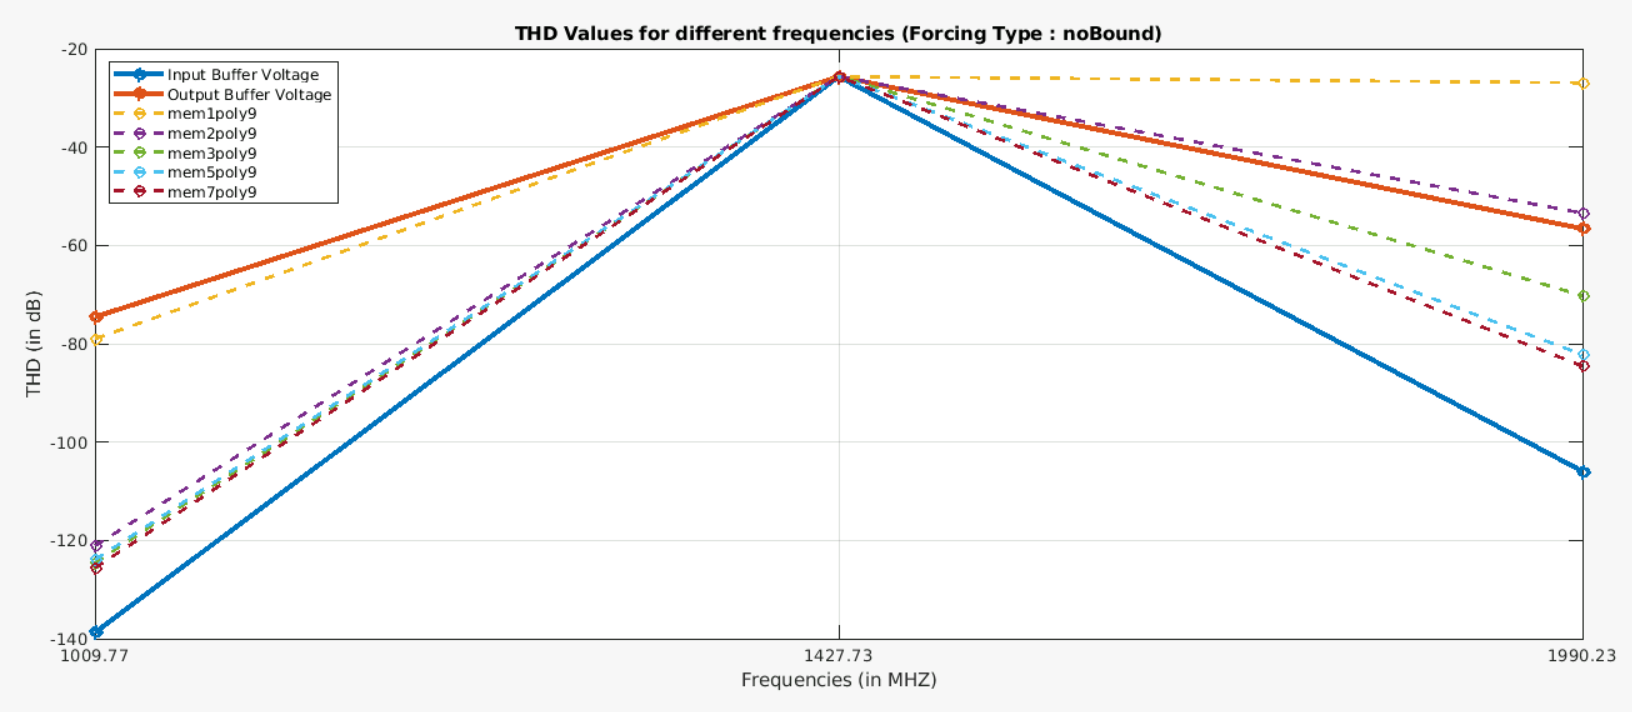 THD Values for different frequencies (Forcing Type : noBound)
-20
-40
-60
-80
-100
-120
-140
THD (in dB)
Input Buffer Voltage
Output Buffer Voltage
mem1poly9
mem2poly9
mem3poly9
mem5poly9
mem7poly9
1009.77 1427.73 1990.23
Frequencies (in MHZ)